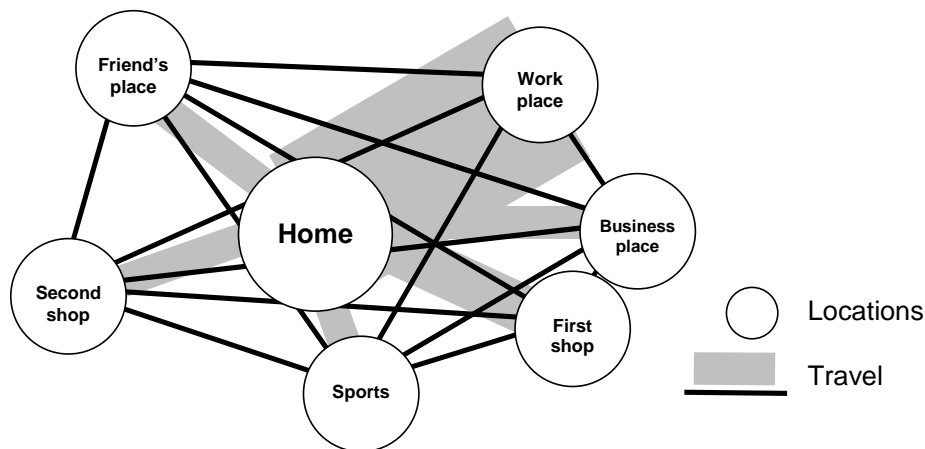 Friend's
place
Work
place
Home
Business
place
Second
shop
First
shop
Sports
Locations
Travel